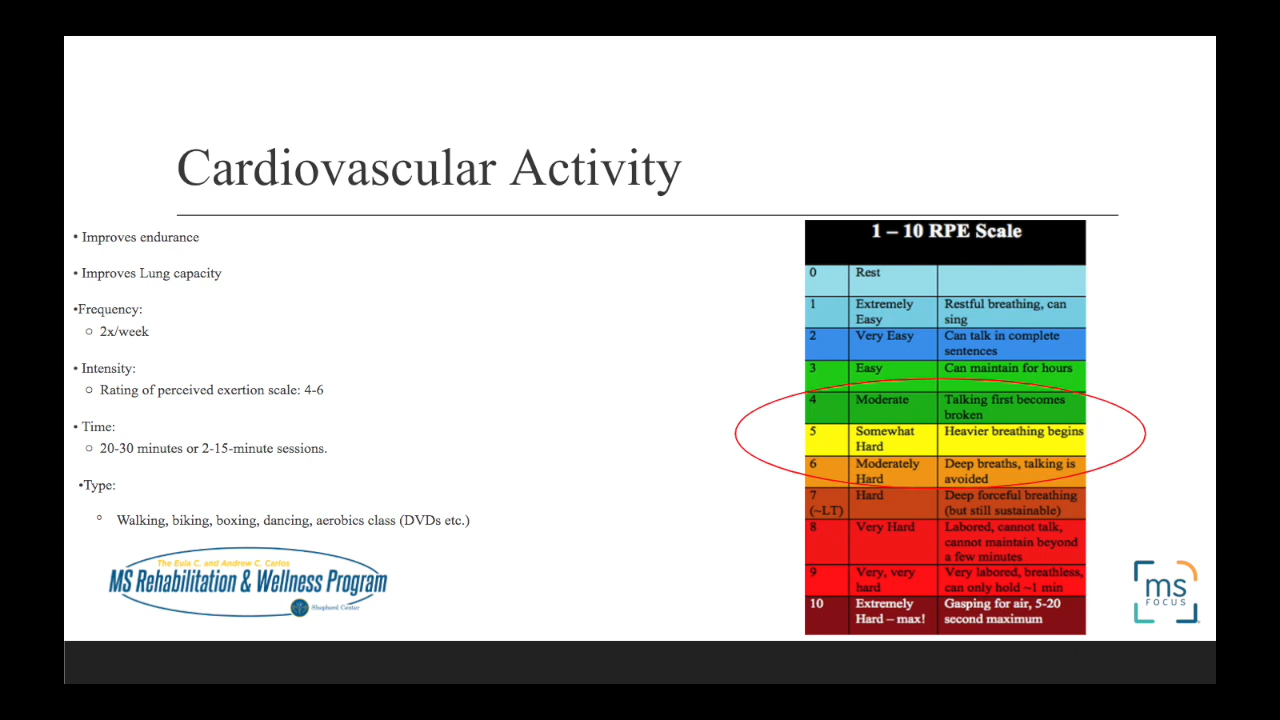 Cardiovascular Activity
• Improves endurance
• Improves Lung capacity
•Frequency:
○ 2x/week
• Intensity:
○ Rating of perceived exertion scale: 4-6
• Time:
○ 20-30 minutes or 2-15-minute sessions.
•Type:
○ Walking, biking, boxing, dancing, aerobics class (DVDs etc.)
The Eula C. and Andrew C. Carlos
MS Rehabilitation & Wellness Program
Shepherd Center
1 – 10 RPE Scale
0 Rest
1 Extremely Restful breathing, can
Easy sing
2 Very Easy Can talk in complete
sentences
3 Easy Can maintain for hours
4 Moderate Talking first becomes
broken
5 Somewhat Heavier breathing begins
Hard
6 Moderately Deep breaths, talking is
Hard avoided
7 Hard Deep forceful breathing
(~LT) (but still sustainable)
8 Very Hard Labored, cannot talk,
cannot maintain beyond
a few minutes
9 Very, very Very labored, breathless,
hard can only hold ~1 min
10 Extremely Gasping for air, 5-20
Hard – max! second maximum
ms
FOCUS